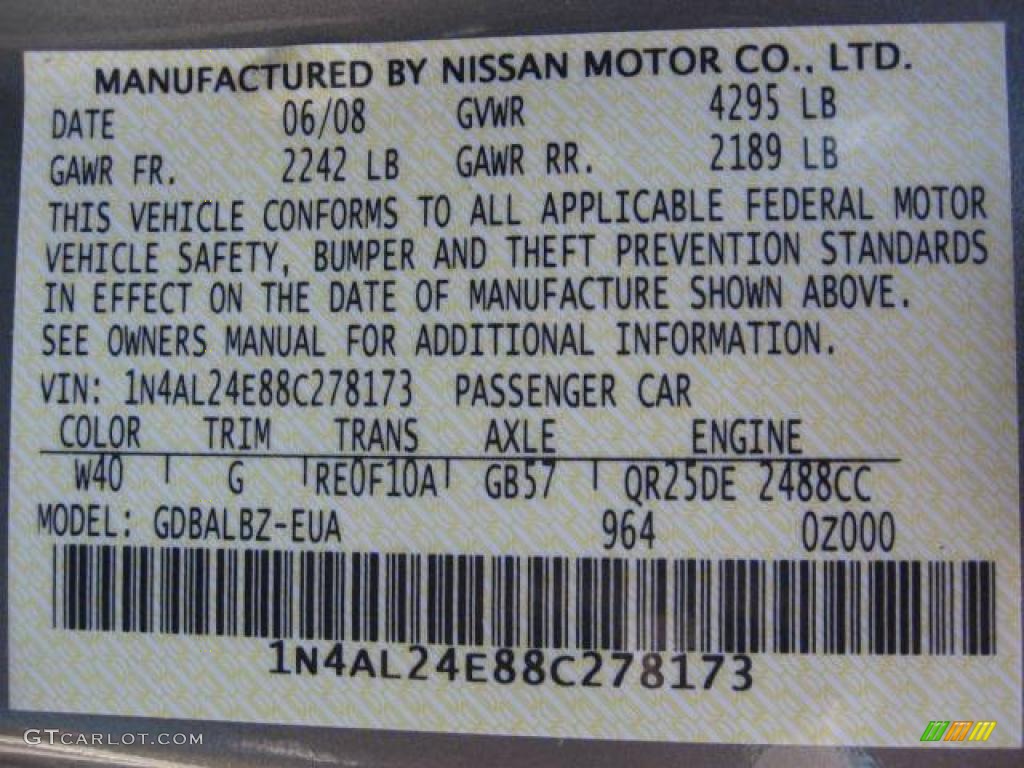 MANUFACTURED BY NISSAN MOTOR CO., LTD.
DATE 06/08 GVWR 4295 LB
GAWR FR. 2242 LB GAWR RR. 2189 LB
THIS VEHICLE CONFORMS TO ALL APPLICABLE FEDERAL MOTOR
VEHICLE SAFETY, BUMPER AND THEFT PREVENTION STANDARDS
IN EFFECT ON THE DATE OF MANUFACTURE SHOWN ABOVE.
SEE OWNERS MANUAL FOR ADDITIONAL INFORMATION.
VIN: 1N4AL24E88C278173 PASSENGER CAR
COLOR TRIM TRANS AXLE ENGINE
W40 G RE0F10A GB57 QR25DE 2488CC
MODEL: GDBALBZ-EUA 964 0Z000
1N4AL24E88C278173
GTCARLOT.COM